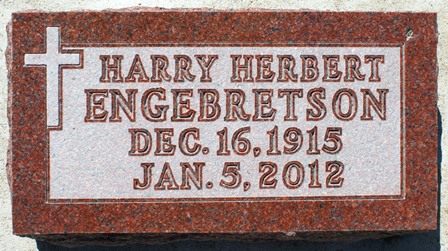 HARRY HERBERT
ENGEBRETSON
DEC. 16, 1915
JAN. 5, 2012